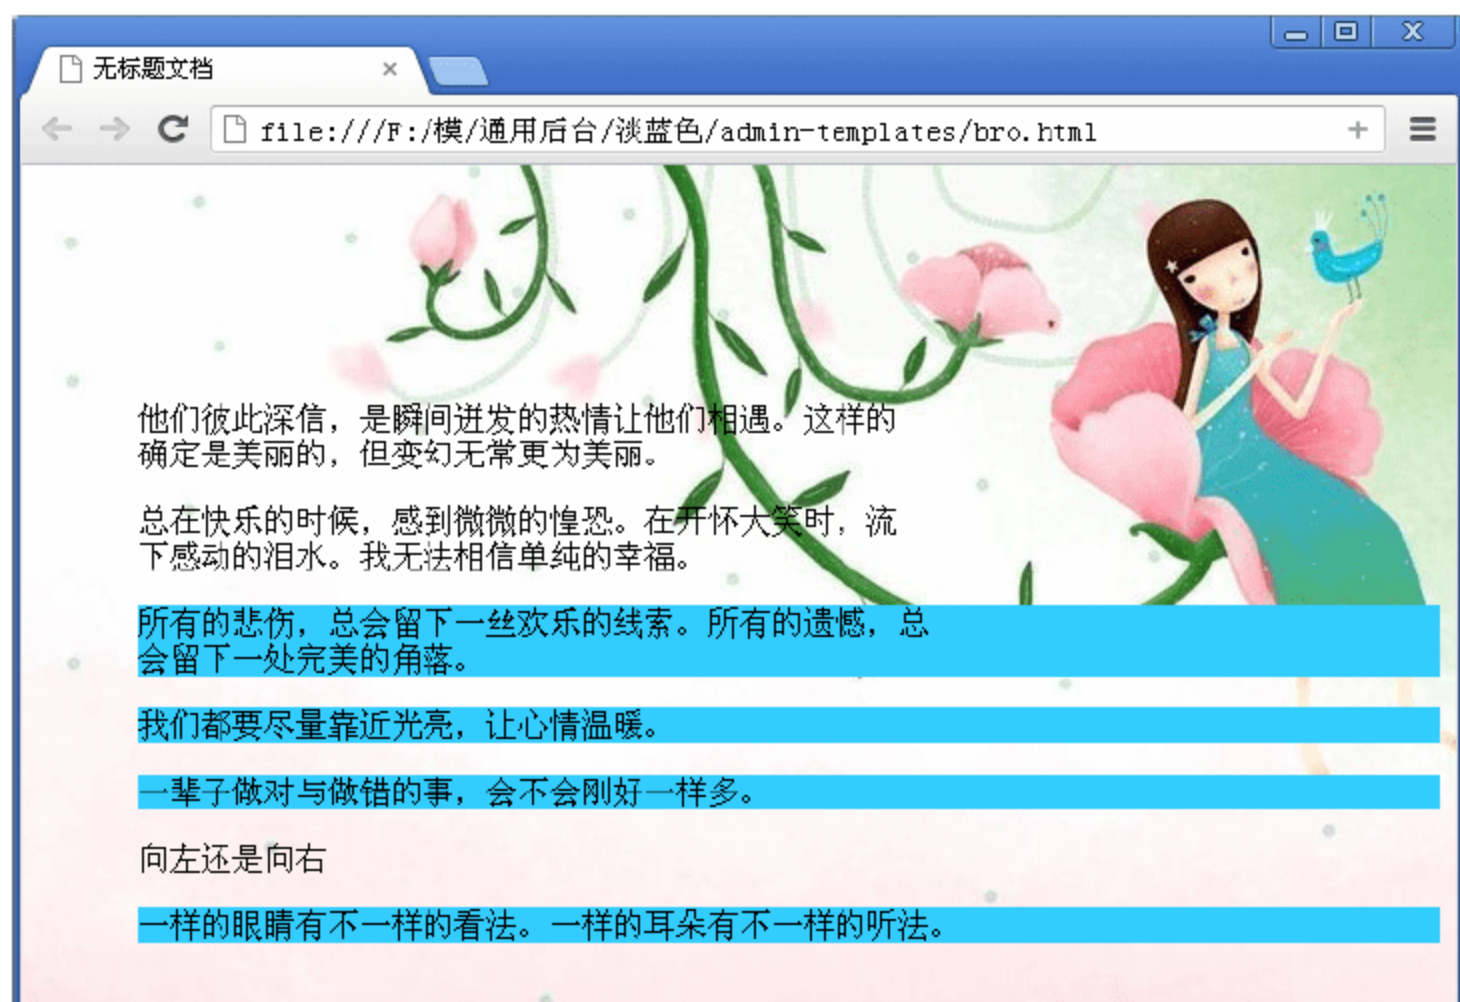 无标题文档
file:///F:/模/通用后台/淡蓝色/admin-templates/bro.html
他们彼此深信，是瞬间迸发的热情让他们相遇。这样的
确定是美丽的，但变幻无常更为美丽。
总在快乐的时候，感到微微的惶恐。在开怀大笑时，流
下感动的泪水。我无法相信单纯的幸福。
所有的悲伤，总会留下一丝欢乐的线索。所有的遗憾，总
会留下一处完美的角落。
我们都要尽量靠近光亮，让心情温暖。
一辈子做对与做错的事，会不会刚好一样多。
向左还是向右
一样的眼睛有不一样的看法。一样的耳朵有不一样的听法。